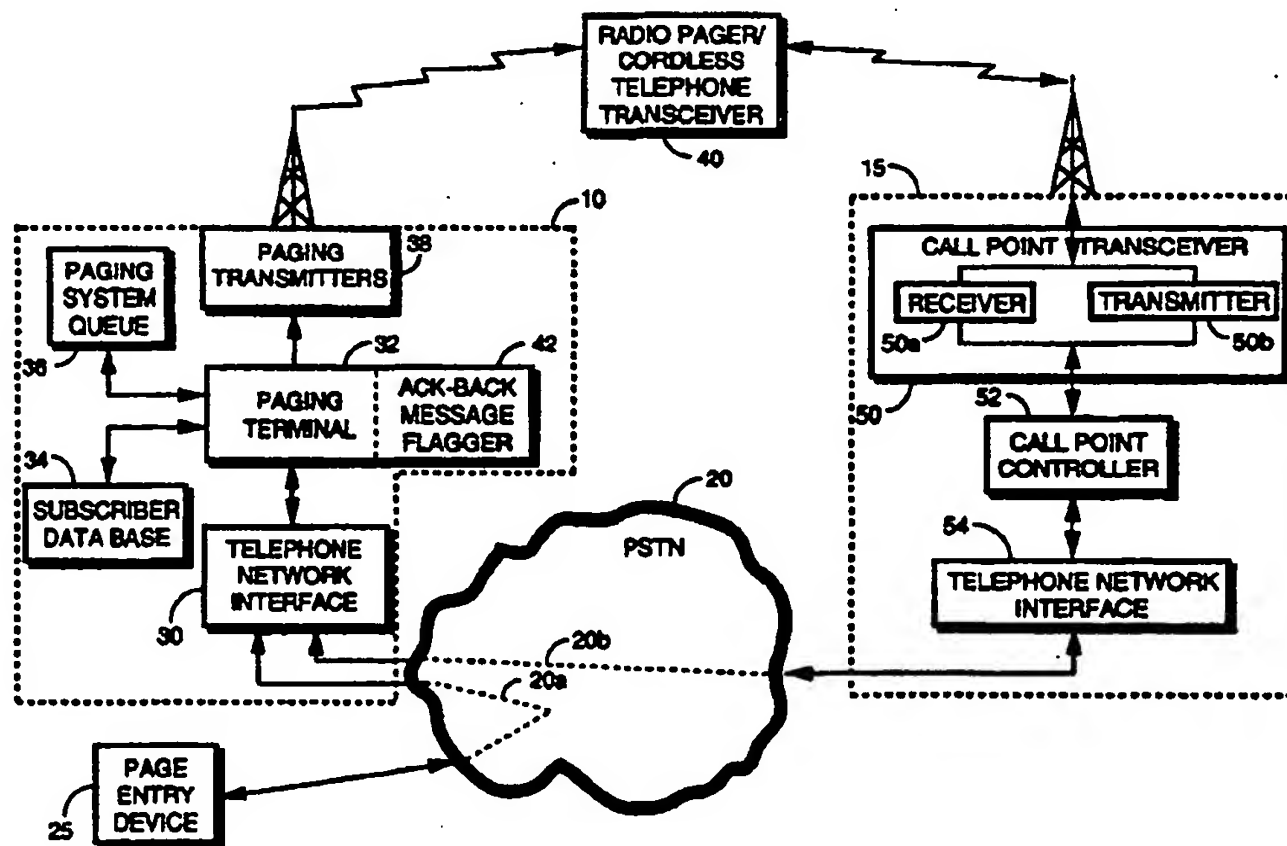 RADIO PAGER/
CORDLESS
TELEPHONE
TRANSCEIVER
40
15
10
PAGING
TRANSMITTERS
38
PAGING
SYSTEM
QUEUE
36
CALL POINT TRANSCEIVER
RECEIVER
TRANSMITTER
50a
50b
50
32
42
PAGING
TERMINAL
ACK-BACK
MESSAGE
FLAGGER
52
CALL POINT
CONTROLLER
34
SUBSCRIBER
DATA BASE
TELEPHONE
NETWORK
INTERFACE
30
20
PSTN
54
TELEPHONE NETWORK
INTERFACE
20b
20a
PAGE
ENTRY
DEVICE
25